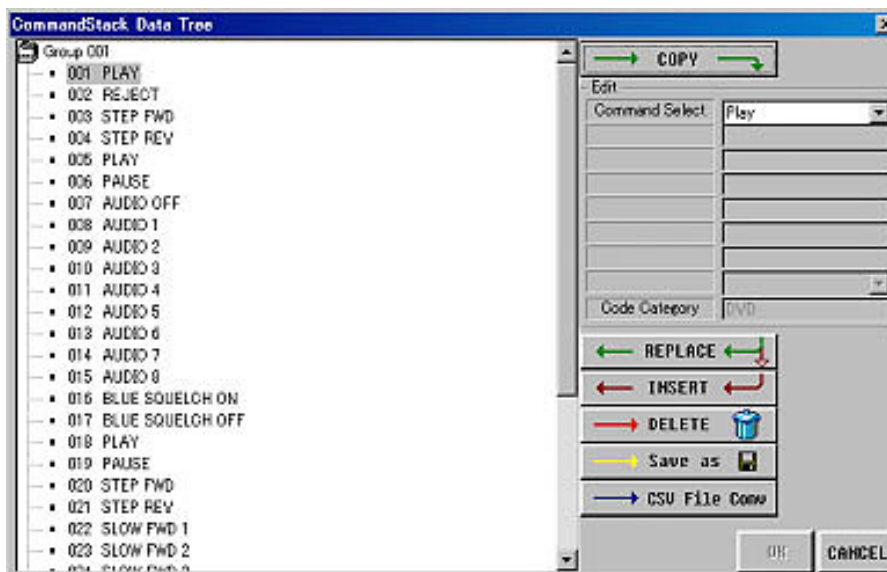 CommandStack Data Tree
Group 001
001 PLAY
002 REJECT
003 STEP FWD
004 STEP REV
005 PLAY
006 PAUSE
007 AUDIO OFF
008 AUDIO 1
009 AUDIO 2
010 AUDIO 3
011 AUDIO 4
012 AUDIO 5
013 AUDIO 6
014 AUDIO 7
015 AUDIO 8
016 BLUE SQUELCH ON
017 BLUE SQUELCH OFF
018 PLAY
019 PAUSE
020 STEP FWD
021 STEP REV
022 SLOW FWD 1
023 SLOW FWD 2
024 SLOW FWD 3
COPY
Edit
Command Select Play
Code Category DVD
REPLACE
INSERT
DELETE
Save as
CSV File Conv
OK CANCEL